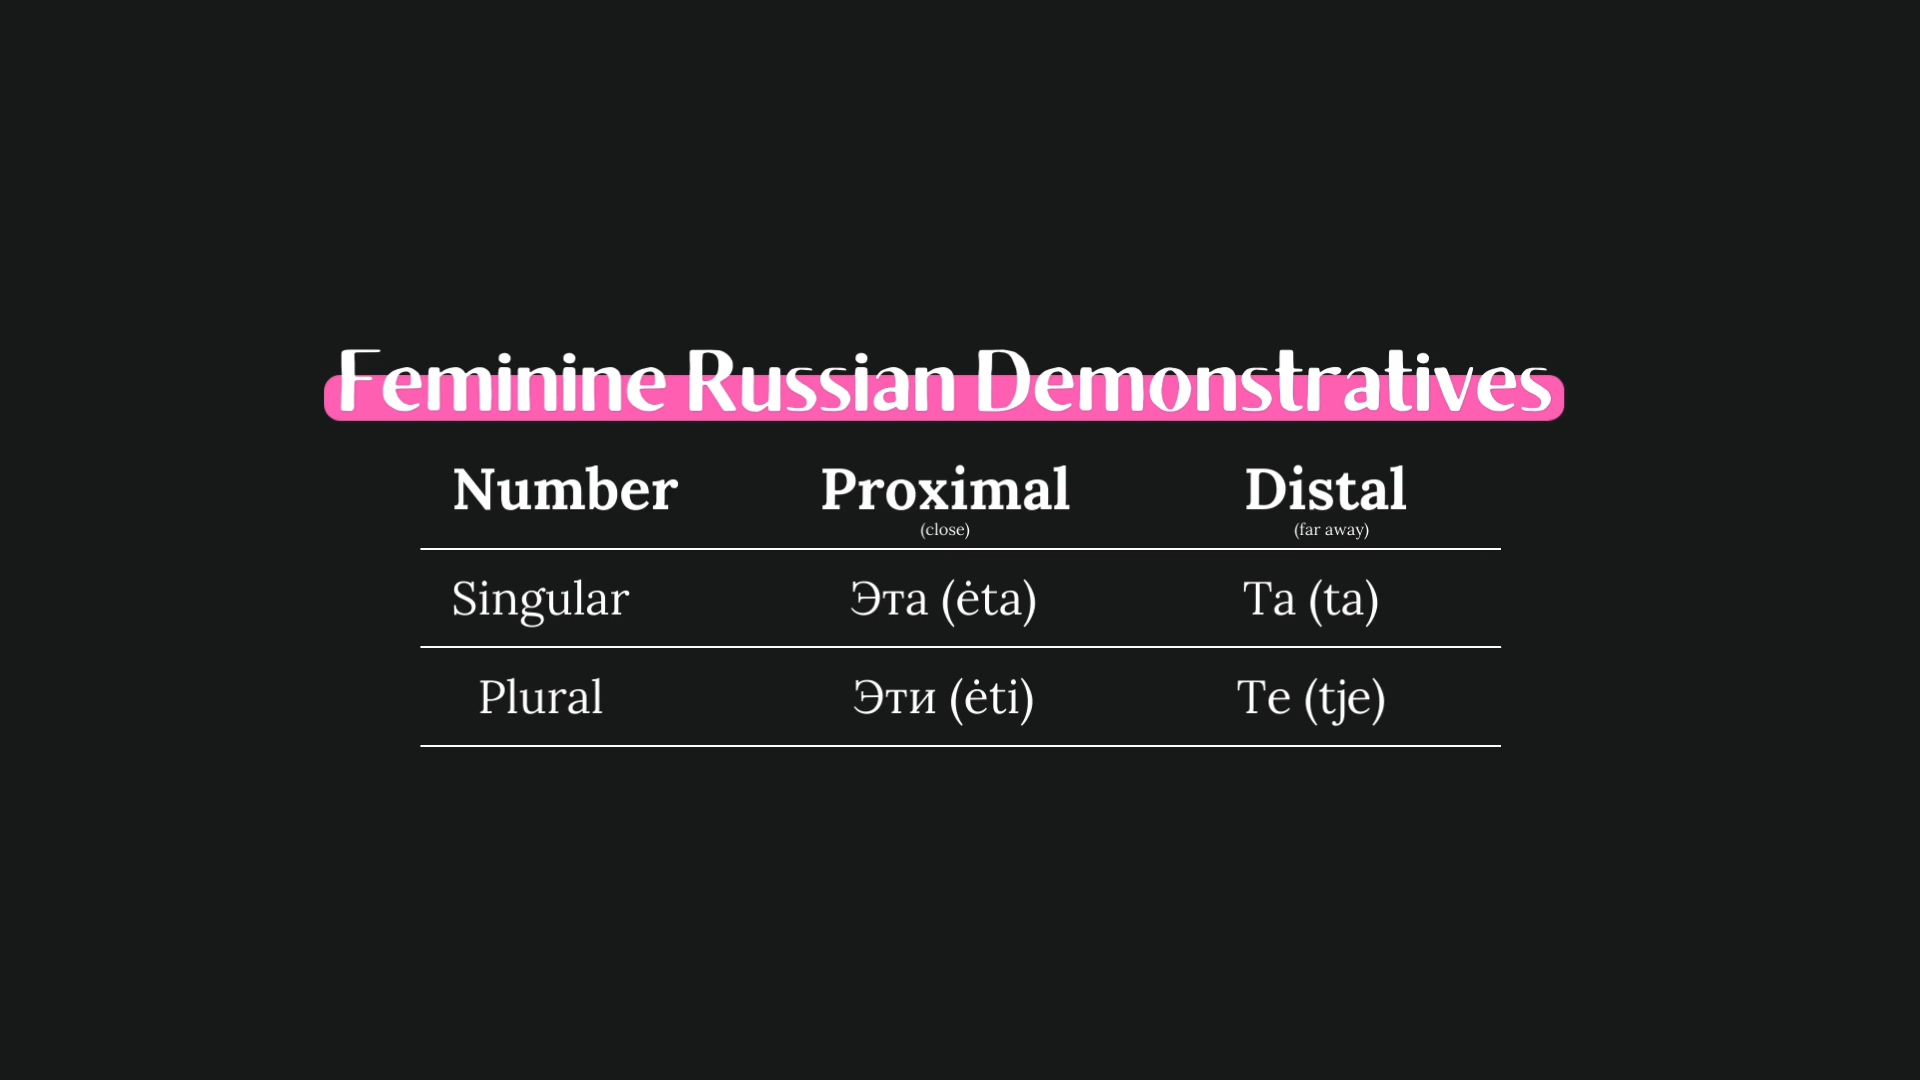 Feminine Russian Demonstratives
Number Proximal Distal
(close) (far away)
Singular Эта (ėta) Та (ta)
Plural Эти (ėti) Те (tje)